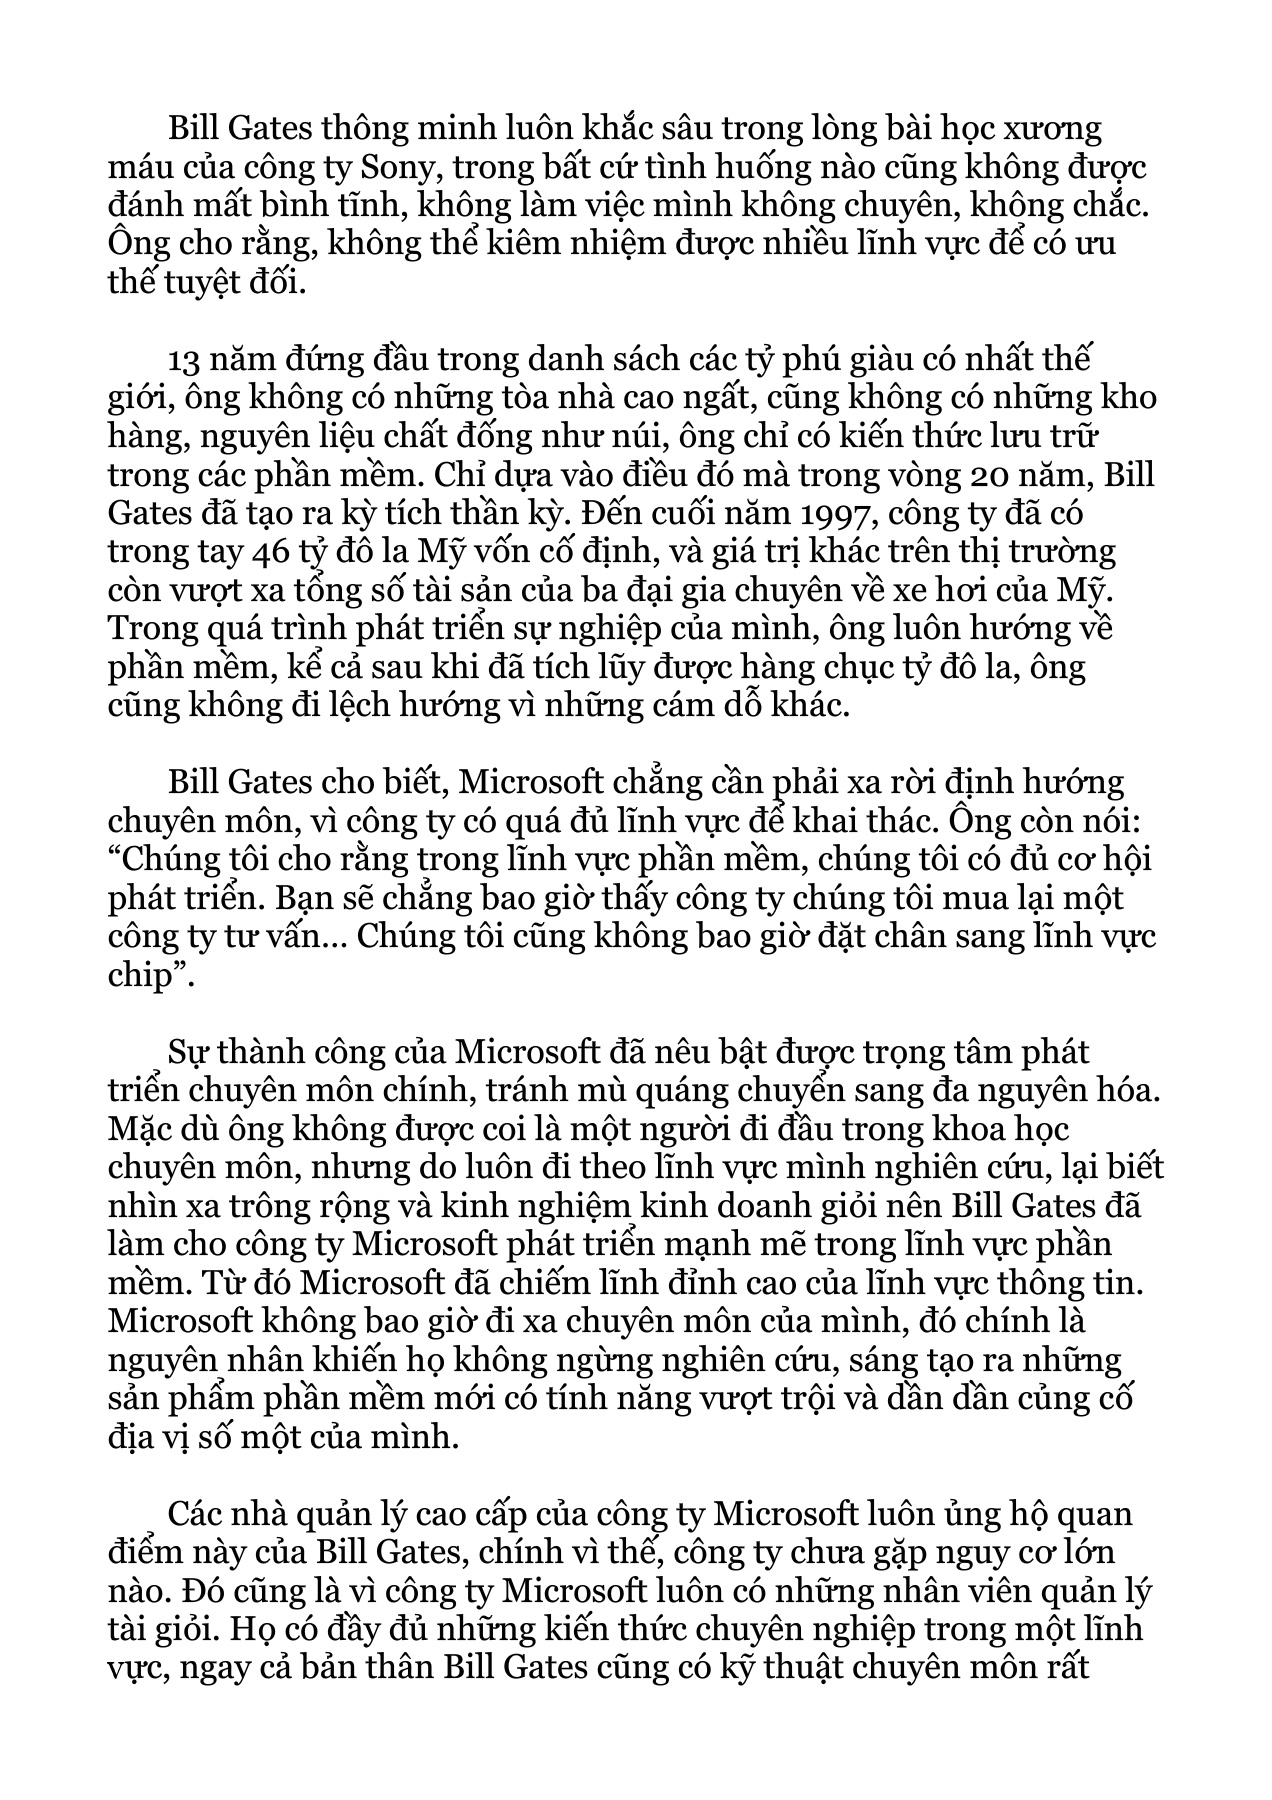 Bill Gates thông minh luôn khắc sâu trong lòng bài học xương
máu của công ty Sony, trong bất cứ tình huống nào cũng không được
đánh mất bình tĩnh, không làm việc mình không chuyên, không chắc.
Ông cho rằng, không thể kiêm nhiệm được nhiều lĩnh vực để có ưu
thế tuyệt đối.
13 năm đứng đầu trong danh sách các tỷ phú giàu có nhất thế
giới, ông không có những tòa nhà cao ngất, cũng không có những kho
hàng, nguyên liệu chất đống như núi, ông chỉ có kiến thức lưu trữ
trong các phần mềm. Chỉ dựa vào điều đó mà trong vòng 20 năm, Bill
Gates đã tạo ra kỳ tích thần kỳ. Đến cuối năm 1997, công ty đã có
trong tay 46 tỷ đô la Mỹ vốn cố định, và giá trị khác trên thị trường
còn vượt xa tổng số tài sản của ba đại gia chuyên về xe hơi của Mỹ.
Trong quá trình phát triển sự nghiệp của mình, ông luôn hướng về
phần mềm, kể cả sau khi đã tích lũy được hàng chục tỷ đô la, ông
cũng không đi lệch hướng vì những cám dỗ khác.
Bill Gates cho biết, Microsoft chẳng cần phải xa rời định hướng
chuyên môn, vì công ty có quá đủ lĩnh vực để khai thác. Ông còn nói:
“Chúng tôi cho rằng trong lĩnh vực phần mềm, chúng tôi có đủ cơ hội
phát triển. Bạn sẽ chẳng bao giờ thấy công ty chúng tôi mua lại một
công ty tư vấn… Chúng tôi cũng không bao giờ đặt chân sang lĩnh vực
chip”.
Sự thành công của Microsoft đã nêu bật được trọng tâm phát
triển chuyên môn chính, tránh mù quáng chuyển sang đa nguyên hóa.
Mặc dù ông không được coi là một người đi đầu trong khoa học
chuyên môn, nhưng do luôn đi theo lĩnh vực mình nghiên cứu, lại biết
nhìn xa trông rộng và kinh nghiệm kinh doanh giỏi nên Bill Gates đã
làm cho công ty Microsoft phát triển mạnh mẽ trong lĩnh vực phần
mềm. Từ đó Microsoft đã chiếm lĩnh đỉnh cao của lĩnh vực thông tin.
Microsoft không bao giờ đi xa chuyên môn của mình, đó chính là
nguyên nhân khiến họ không ngừng nghiên cứu, sáng tạo ra những
sản phẩm phần mềm mới có tính năng vượt trội và dần dần củng cố
địa vị số một của mình.
Các nhà quản lý cao cấp của công ty Microsoft luôn ủng hộ quan
điểm này của Bill Gates, chính vì thế, công ty chưa gặp nguy cơ lớn
nào. Đó cũng là vì công ty Microsoft luôn có những nhân viên quản lý
tài giỏi. Họ có đầy đủ những kiến thức chuyên nghiệp trong một lĩnh
vực, ngay cả bản thân Bill Gates cũng có kỹ thuật chuyên môn rất